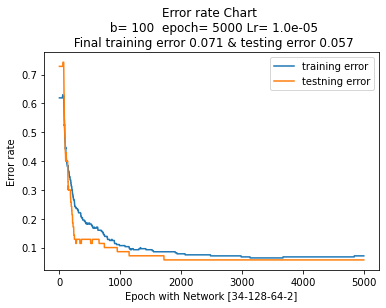 Error rate Chart
b= 100  epoch= 5000 Lr= 1.0e-05
Final training error 0.071 & testing error 0.057
training error
testning error
0.7
0.6
0.5
0.4
0.3
0.2
0.1
Error rate
0 1000 2000 3000 4000 5000
Epoch with Network [34-128-64-2]